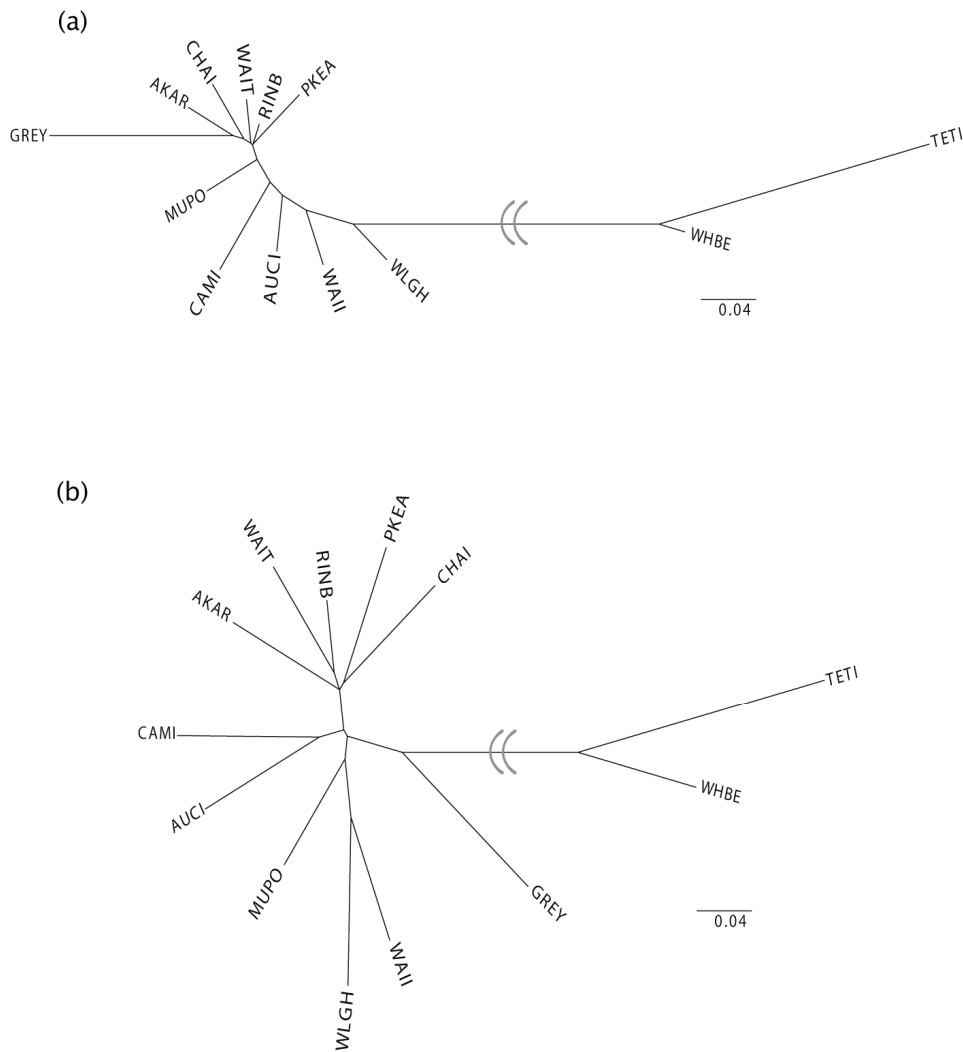 (a)
CHAI
WAIT
RINB
PKEA
AKAR
GREY
TETI
MUPO
WHBE
CAMI
AUCI
WAII
WLGH
0.04
(b)
PKEA
WAIT
RINB
CHAI
AKAR
TETI
CAMI
WHBE
AUCI
MUPO
GREY
0.04
WAII
WLGH